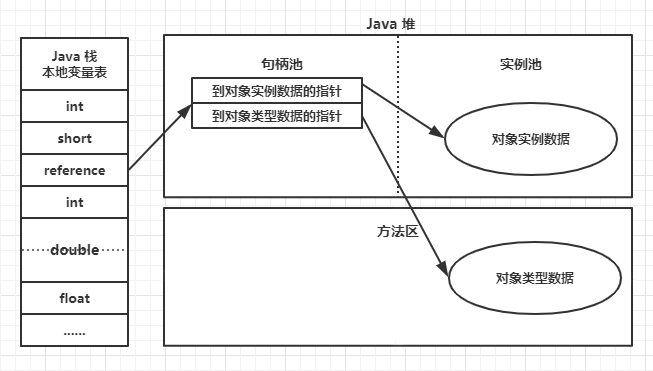 Java 栈
本地变量表
int
short
reference
int
double
float
......
Java 堆
句柄池
实例池
到对象实例数据的指针
到对象类型数据的指针
对象实例数据
方法区
对象类型数据